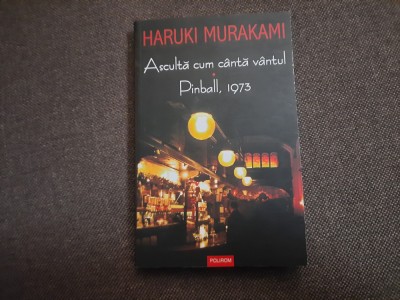 HARUKI MURAKAMI
Ascultă cum cântă vântul
Pinball, 1973
POLIROM